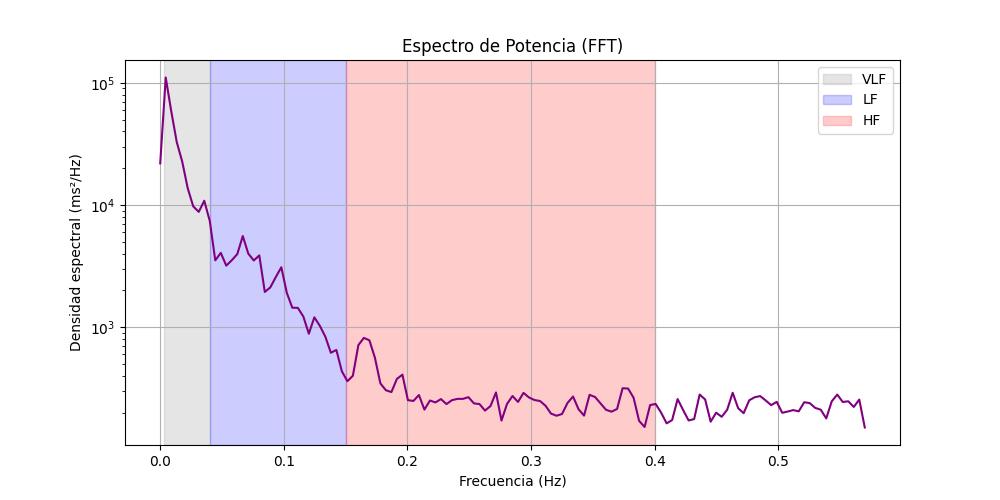 Espectro de Potencia (FFT)
VLF
LF
HF
Densidad espectral (ms²/Hz)
10⁵
10⁴
10³
0.0 0.1 0.2 0.3 0.4 0.5
Frecuencia (Hz)